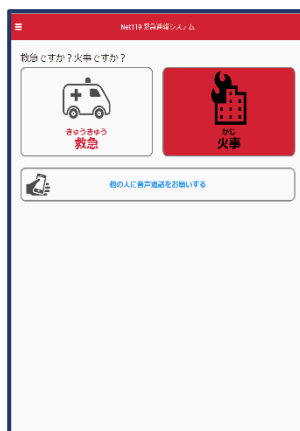 Net119 緊急通報システム
救急ですか？火事ですか？
きゅうきゅう
救急
かじ
火事
他の人に音声通話をお願いする